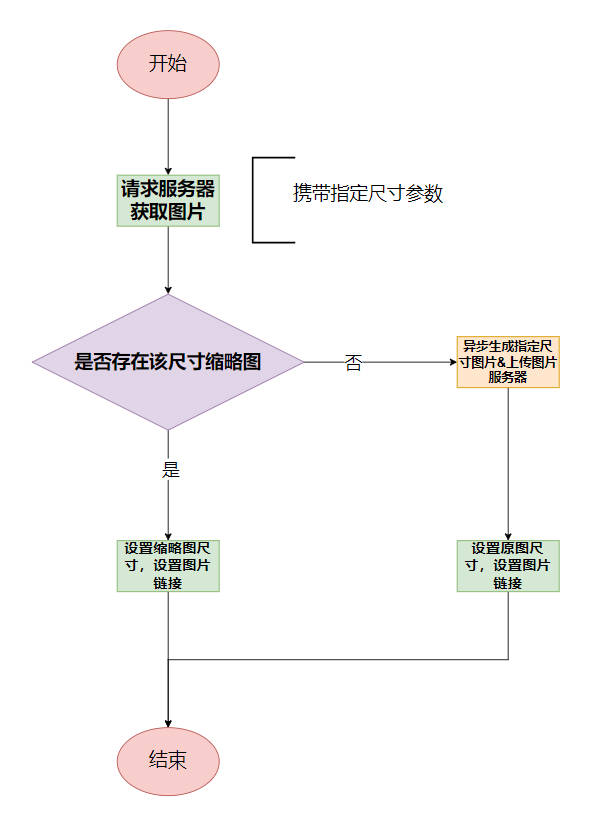 开始
请求服务器
获取图片
携带指定尺寸参数
是否存在该尺寸缩略图
否
异步生成指定尺
寸图片&上传图片
服务器
是
设置缩略图尺
寸，设置图片
链接
设置原图尺
寸，设置图片
链接
结束